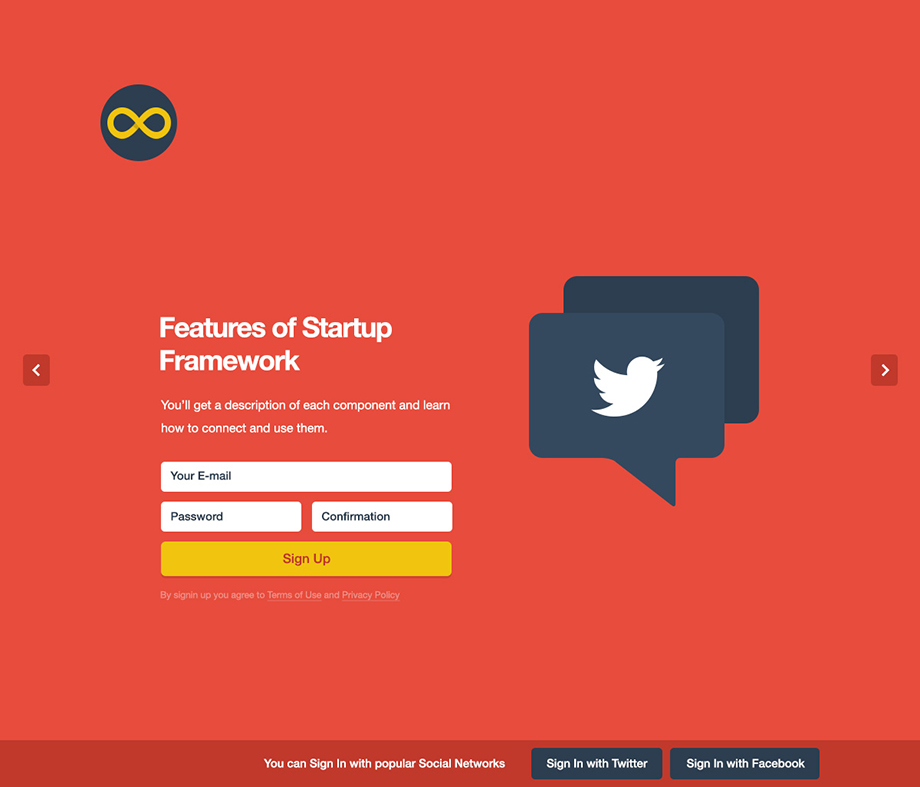 Features of Startup
Framework
You'll get a description of each component and learn
how to connect and use them.
Your E-mail
Password Confirmation
Sign Up
By signin up you agree to Terms of Use and Privacy Policy
You can Sign In with popular Social Networks Sign In with Twitter Sign In with Facebook